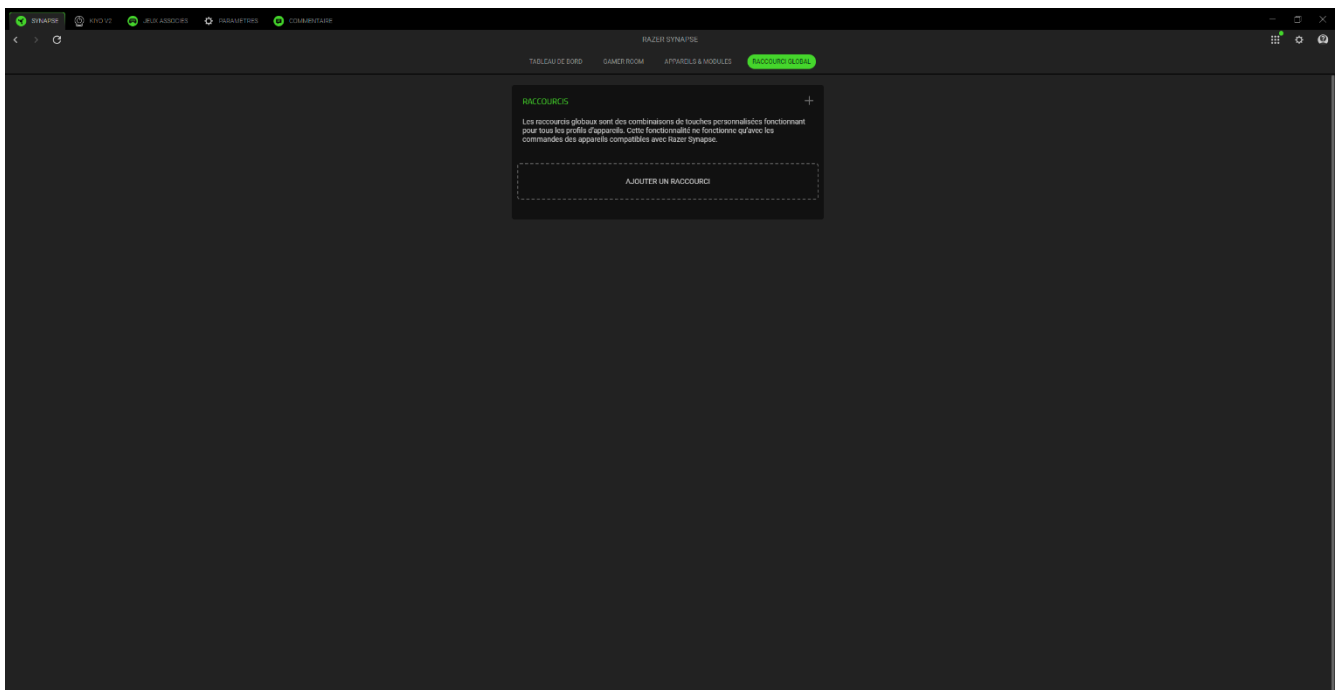 SYNAPSE
KIYO V2
JEUX ASSOCIES
PARAMETRES
COMMENTAIRE
RAZER SYNAPSE
TABLEAU DE BORD
GAMER ROOM
APPAREILS & MODULES
RACCOURCI GLOBAL
RACCOURCIS
Les raccourcis globaux sont des combinaisons de touches personnalisées fonctionnant
pour tous les profils d'appareils. Cette fonctionnalité ne fonctionne qu'avec les
commandes des appareils compatibles avec Razer Synapse.
AJOUTER UN RACCOURCI